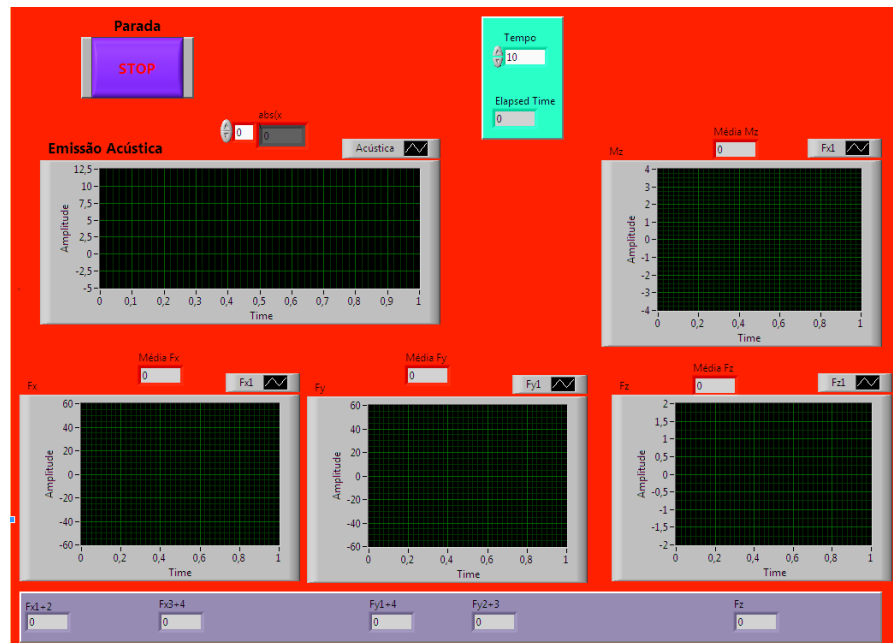 Parada
STOP
Tempo
10
Elapsed Time
0
abs(x
0
0
Emissão Acústica
Acústica
12,5
10
7,5
5
2,5
0
-2,5
-5
Amplitude
0 0,1 0,2 0,3 0,4 0,5 0,6 0,7 0,8 0,9 1
Time
Média Mz
0
Mz
Fx1
4
3
2
1
0
-1
-2
-3
-4
Amplitude
0 0,2 0,4 0,6 0,8 1
Time
Média Fx
0
Fx
Fx1
60
40
20
0
-20
-40
-60
Amplitude
0 0,2 0,4 0,6 0,8 1
Time
Média Fy
0
Fy
Fy1
60
40
20
0
-20
-40
-60
Amplitude
0 0,2 0,4 0,6 0,8 1
Time
Média Fz
0
Fz
Fz1
2
1,5
1
0,5
0
-0,5
-1
-1,5
-2
Amplitude
0 0,2 0,4 0,6 0,8 1
Time
Fx1+2
0
Fx3+4
0
Fy1+4
0
Fy2+3
0
Fz
0